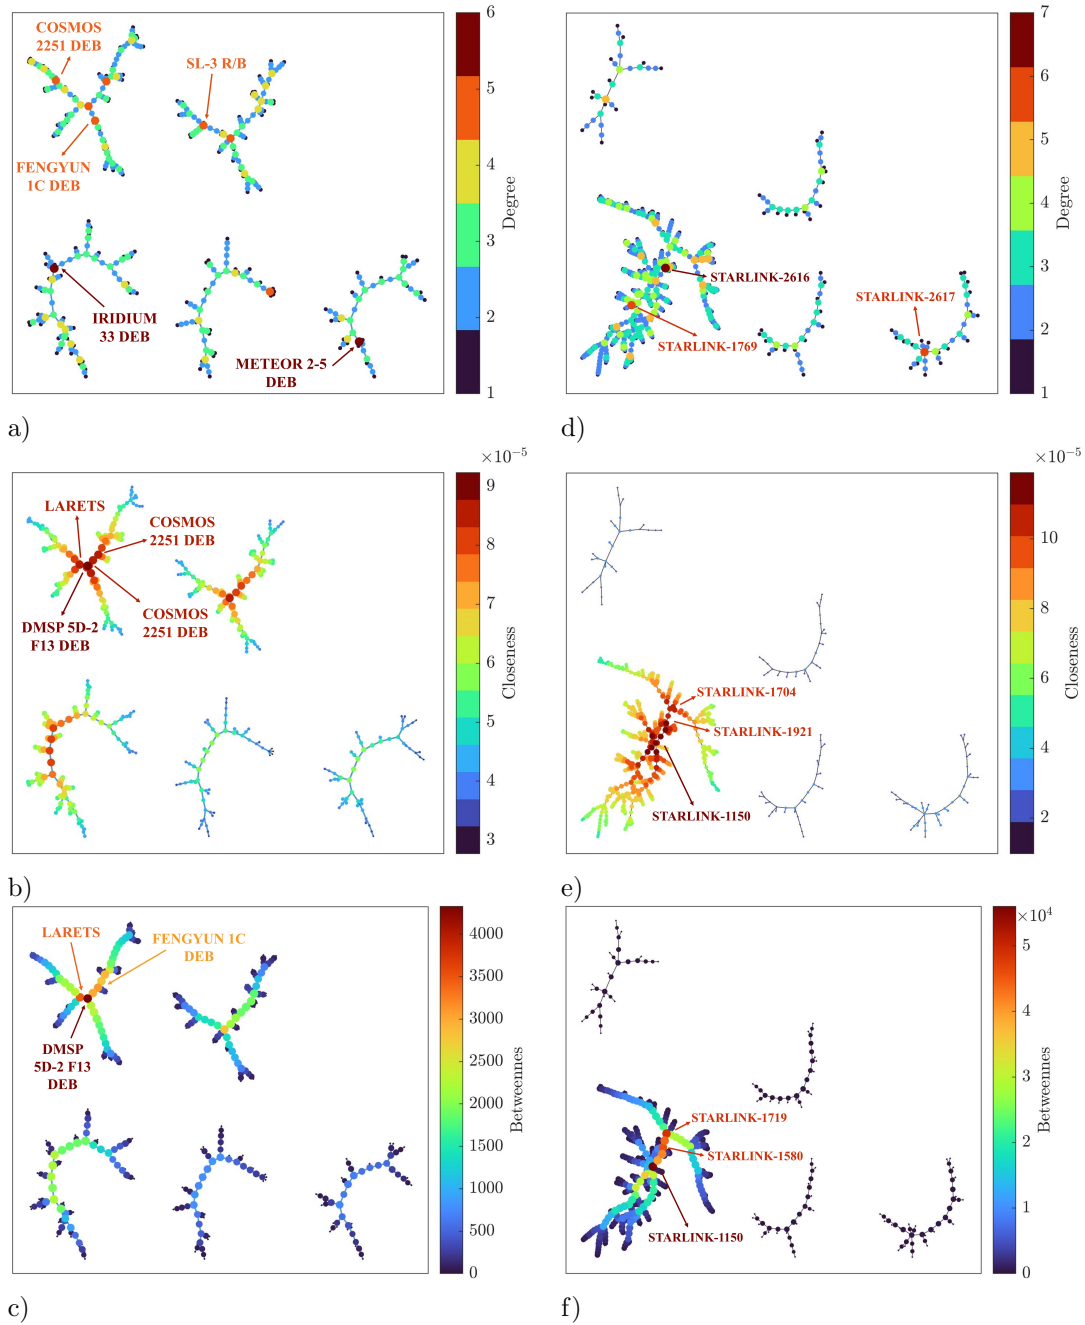 COSMOS
2251 DEB
SL-3 R/B
FENGYUN
1C DEB
IRIDIUM
33 DEB
METEOR 2-5
DEB
6
5
4
3
2
1
Degree
a)
STARLINK-2616
STARLINK-2617
STARLINK-1769
7
6
5
4
3
2
1
Degree
d)
×10⁻⁵
LARETS
COSMOS
2251 DEB
COSMOS
2251 DEB
DMSP 5D-2
F13 DEB
9
8
7
6
5
4
3
Closeness
b)
×10⁻⁵
STARLINK-1704
STARLINK-1921
STARLINK-1150
10
8
6
4
2
Closeness
e)
LARETS
FENGYUN 1C
DEB
DMSP
5D-2 F13
DEB
4000
3500
3000
2500
2000
1500
1000
500
0
Betweennes
c)
×10⁴
STARLINK-1719
STARLINK-1580
STARLINK-1150
5
4
3
2
1
0
Betweennes
f)